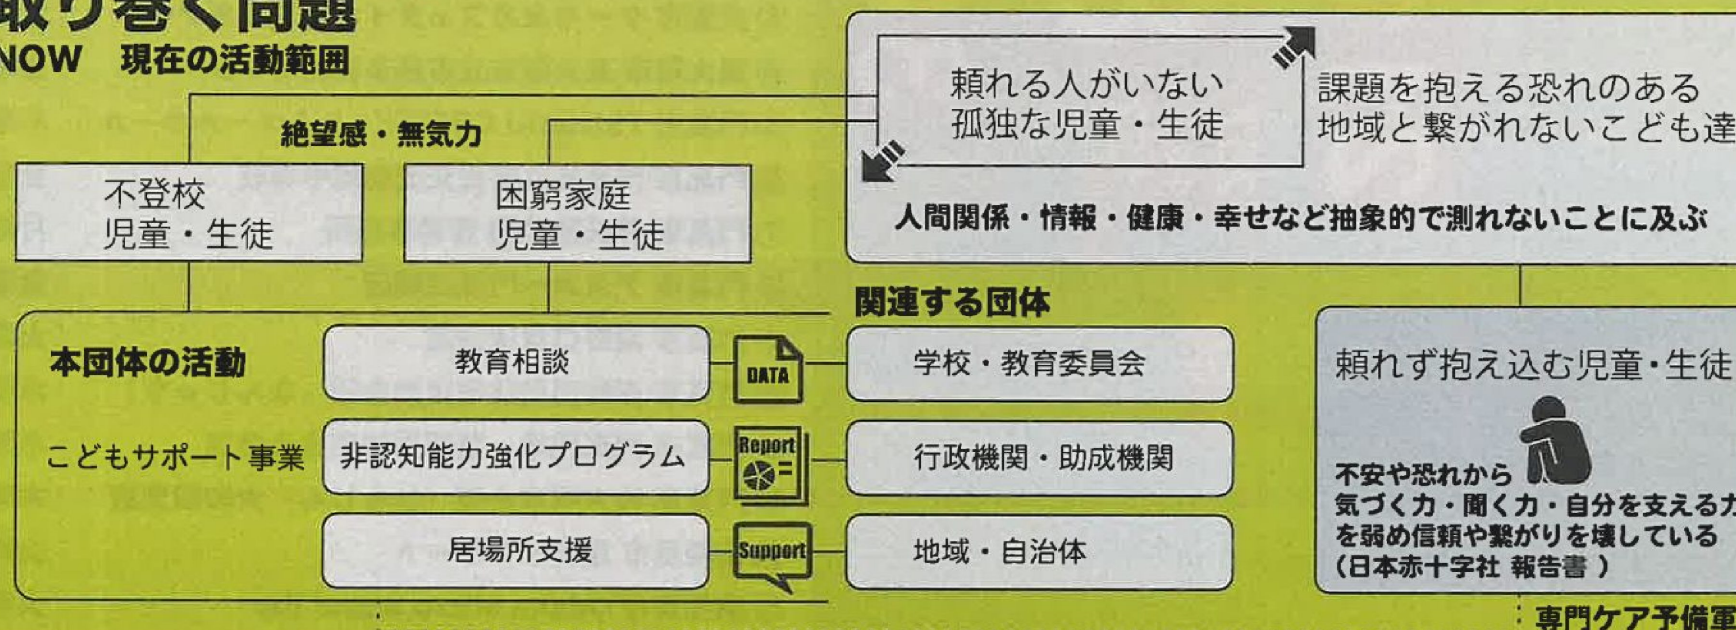 取り巻く問題
NOW 現在の活動範囲
頼れる人がいない
孤独な児童・生徒
課題を抱える恐れのある
地域と繋がれないこども達
人間関係・情報・健康・幸せなど抽象的で測れないことに及ぶ
絶望感・無気力
不登校
児童・生徒
困窮家庭
児童・生徒
関連する団体
本団体の活動
こどもサポート事業
教育相談
DATA
学校・教育委員会
非認知能力強化プログラム
Report
行政機関・助成機関
居場所支援
Support
地域・自治体
頼れず抱え込む児童・生徒
不安や恐れから
気づく力・聞く力・自分を支える力
を弱め信頼や繋がりを壊している
(日本赤十字社 報告書 )
専門ケア予備軍